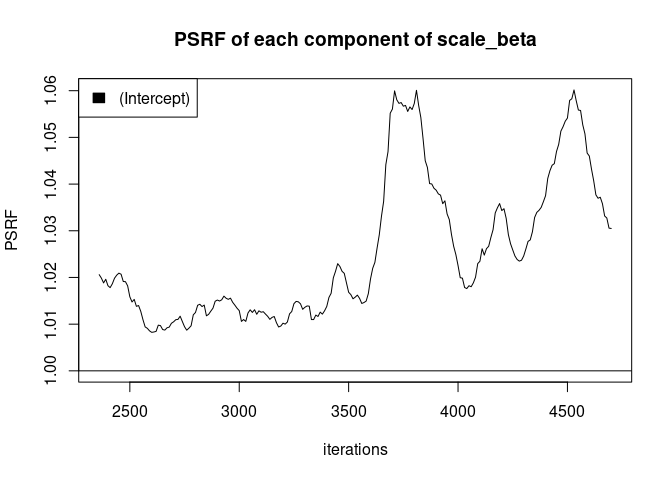 PSRF of each component of scale_beta
(Intercept)
PSRF
1.06
1.05
1.04
1.03
1.02
1.01
1.00
2500 3000 3500 4000 4500
iterations